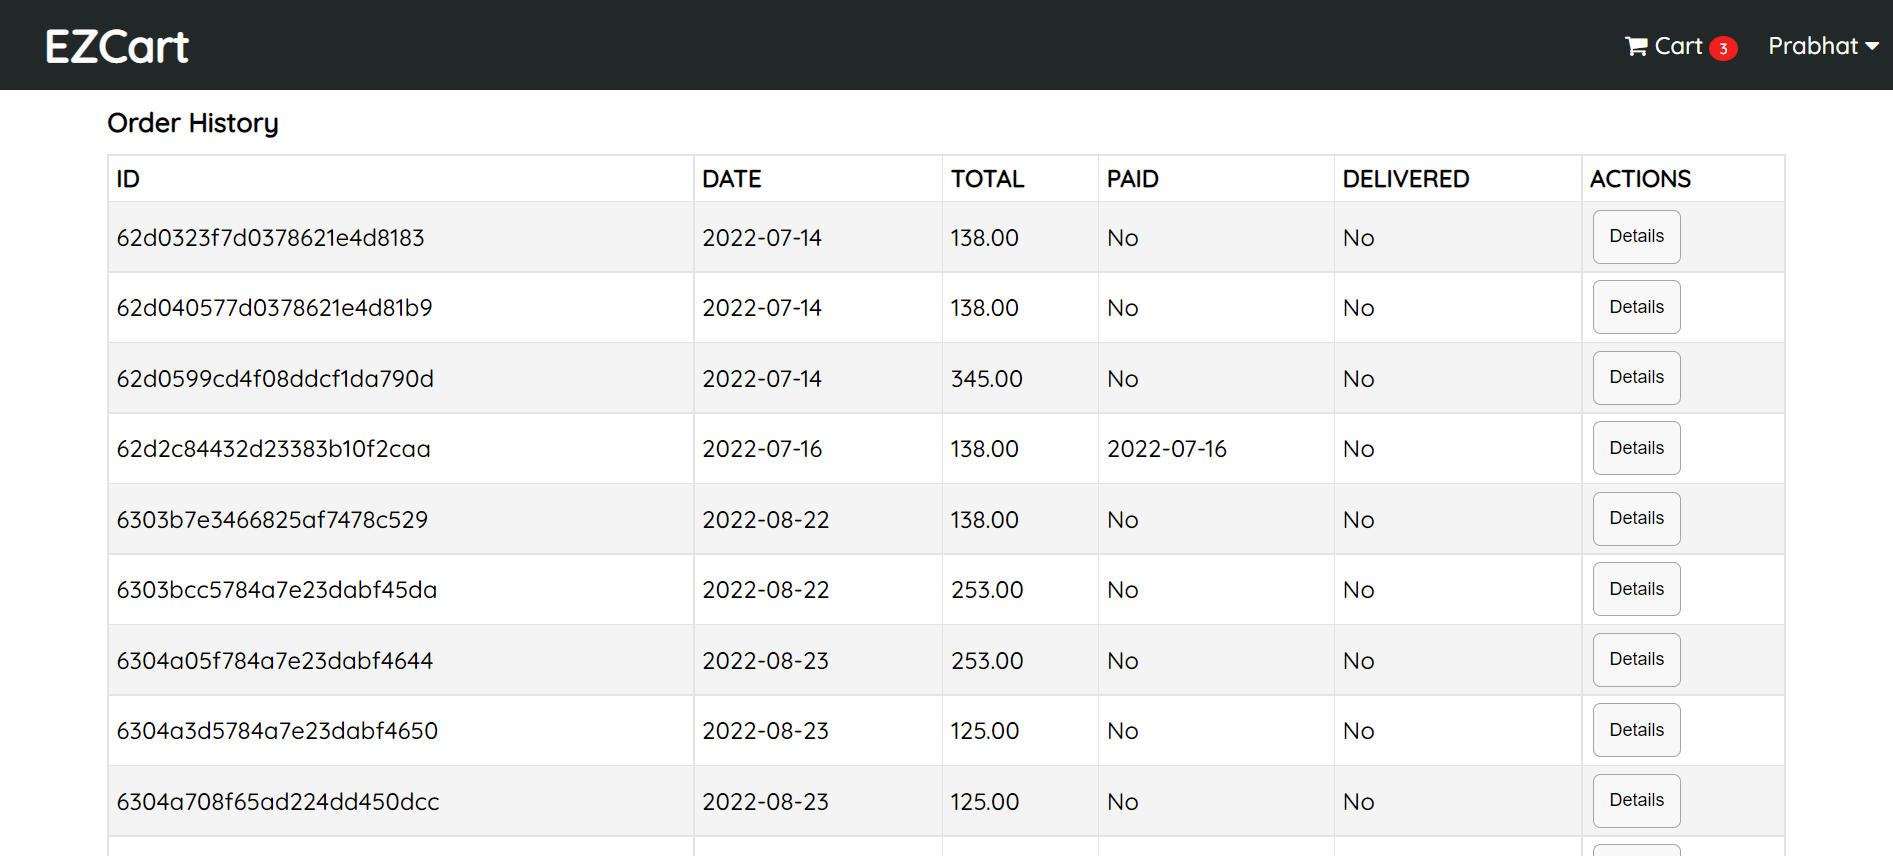 EZCart
Cart 3 Prabhat
Order History
ID DATE TOTAL PAID DELIVERED ACTIONS
62d0323f7d0378621e4d8183 2022-07-14 138.00 No No Details
62d040577d0378621e4d81b9 2022-07-14 138.00 No No Details
62d0599cd4f08ddcf1da790d 2022-07-14 345.00 No No Details
62d2c84432d23383b10f2caa 2022-07-16 138.00 2022-07-16 No Details
6303b7e3466825af7478c529 2022-08-22 138.00 No No Details
6303bcc5784a7e23dabf45da 2022-08-22 253.00 No No Details
6304a05f784a7e23dabf4644 2022-08-23 253.00 No No Details
6304a3d5784a7e23dabf4650 2022-08-23 125.00 No No Details
6304a708f65ad224dd450dcc 2022-08-23 125.00 No No Details